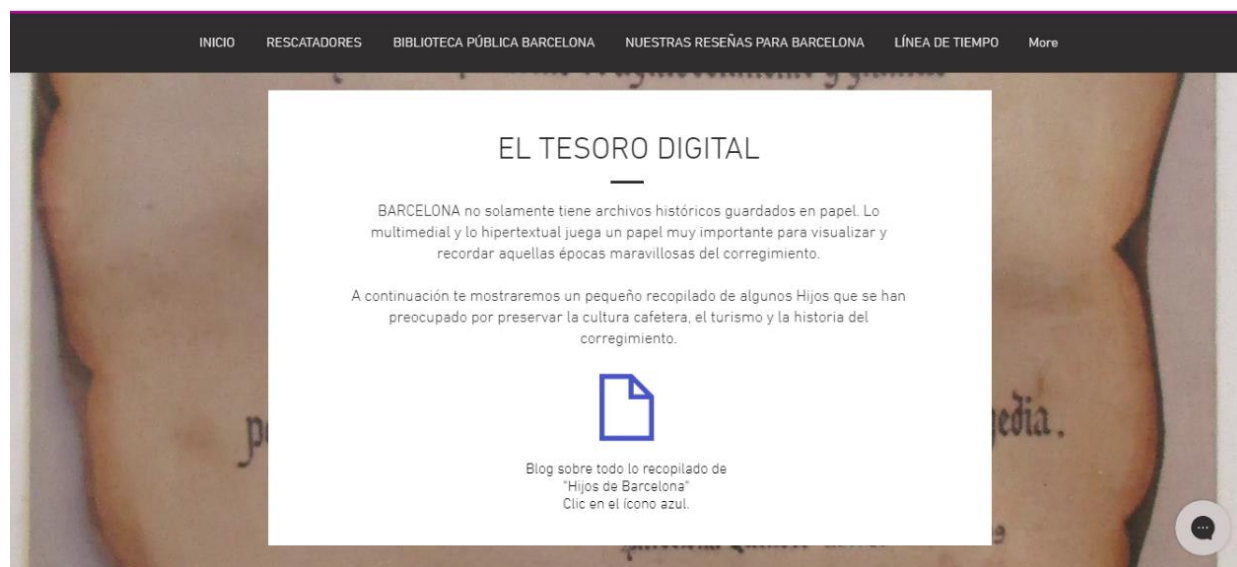 INICIO RESCATADORES BIBLIOTECA PÚBLICA BARCELONA NUESTRAS RESEÑAS PARA BARCELONA LÍNEA DE TIEMPO More
EL TESORO DIGITAL
BARCELONA no solamente tiene archivos históricos guardados en papel. Lo
multimedial y lo hipertextual juega un papel muy importante para visualizar y
recordar aquellas épocas maravillosas del corregimiento.
A continuación te mostraremos un pequeño recopilado de algunos Hijos que se han
preocupado por preservar la cultura cafetera, el turismo y la historia del
corregimiento.
Blog sobre todo lo recopilado de
"Hijos de Barcelona"
Clic en el ícono azul.